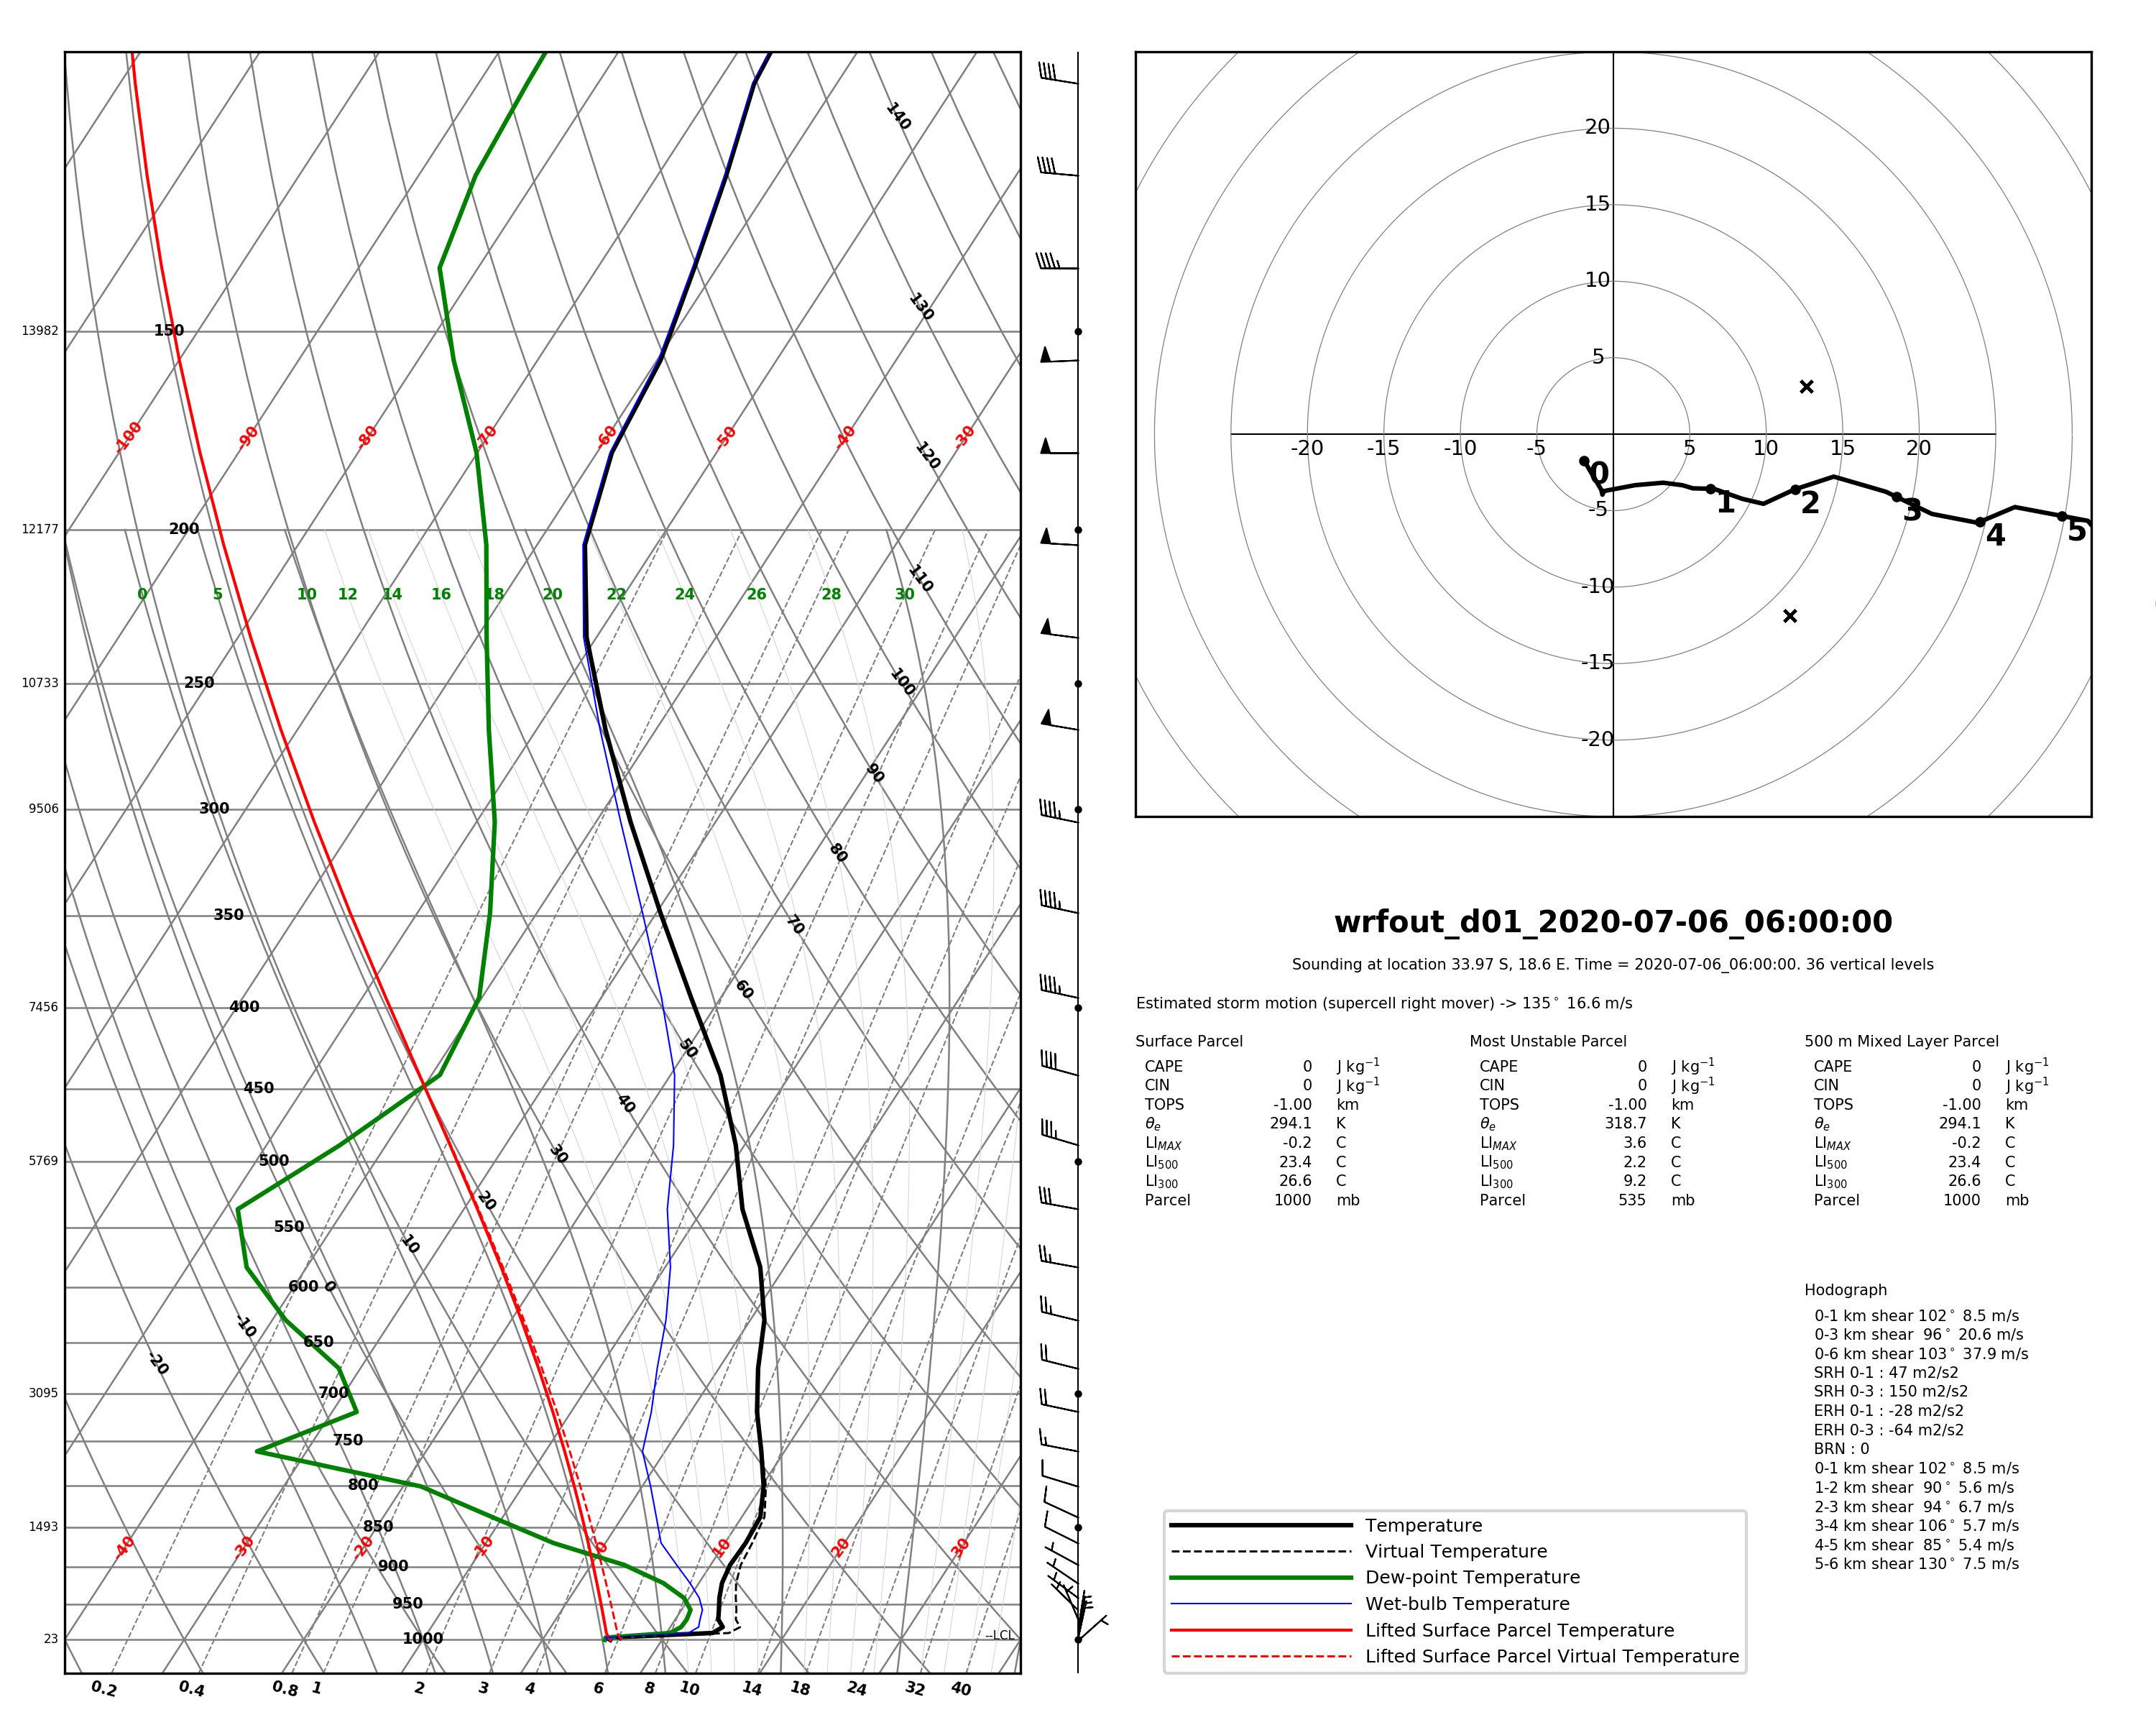 140
130
120
110
100
90
80
70
60
50
40
30
20
10
0
-10
-20
13982 150
-100 -90 -80 -70 -60 -50 -40 -30
12177 200
0 5 10 12 14 16 18 20 22 24 26 28 30
10733 250
9506 300
350
7456 400
450
5769 500
550
600
650
3095 700
750
800
1493 850
-40 -30 -20 -10 0 10 20 30
900
950
23 1000 --LCL
0.2 0.4 0.8 1 2 3 4 6 8 10 14 18 24 32 40
20
15
10
5
-20 -15 -10 -5 5 10 15 20
-5
-10
-15
-20
0 1 2 3 4 5
wrfout_d01_2020-07-06_06:00:00
Sounding at location 33.97 S, 18.6 E. Time = 2020-07-06_06:00:00. 36 vertical levels
Estimated storm motion (supercell right mover) -> 135° 16.6 m/s
Surface Parcel
CAPE 0 J kg⁻¹
CIN 0 J kg⁻¹
TOPS -1.00 km
θe 294.1 K
LIMAX -0.2 C
LI500 23.4 C
LI300 26.6 C
Parcel 1000 mb
Most Unstable Parcel
CAPE 0 J kg⁻¹
CIN 0 J kg⁻¹
TOPS -1.00 km
θe 318.7 K
LIMAX 3.6 C
LI500 2.2 C
LI300 9.2 C
Parcel 535 mb
500 m Mixed Layer Parcel
CAPE 0 J kg⁻¹
CIN 0 J kg⁻¹
TOPS -1.00 km
θe 294.1 K
LIMAX -0.2 C
LI500 23.4 C
LI300 26.6 C
Parcel 1000 mb
Hodograph
0-1 km shear 102° 8.5 m/s
0-3 km shear 96° 20.6 m/s
0-6 km shear 103° 37.9 m/s
SRH 0-1 : 47 m2/s2
SRH 0-3 : 150 m2/s2
ERH 0-1 : -28 m2/s2
ERH 0-3 : -64 m2/s2
BRN : 0
0-1 km shear 102° 8.5 m/s
1-2 km shear 90° 5.6 m/s
2-3 km shear 94° 6.7 m/s
3-4 km shear 106° 5.7 m/s
4-5 km shear 85° 5.4 m/s
5-6 km shear 130° 7.5 m/s
Temperature
Virtual Temperature
Dew-point Temperature
Wet-bulb Temperature
Lifted Surface Parcel Temperature
Lifted Surface Parcel Virtual Temperature